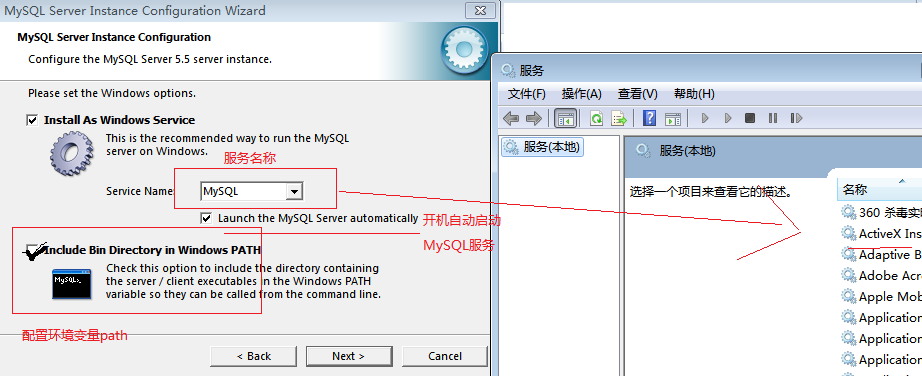 MySQL Server Instance Configuration Wizard
MySQL Server Instance Configuration
Configure the MySQL Server 5.5 server instance.
Please set the Windows options.
Install As Windows Service
This is the recommended way to run the MySQL
server on Windows.
服务名称
Service Name:
MySQL
Launch the MySQL Server automatically
开机自动启动
MySQL服务
Include Bin Directory in Windows PATH
Check this option to include the directory containing
the server / client executables in the Windows PATH
variable so they can be called from the command line.
MySQL>_
配置环境变量path
< Back
Next >
Cancel
服务
文件(F)
操作(A)
查看(V)
帮助(H)
服务(本地)
服务(本地)
选择一个项目来查看它的描述。
名称
360 杀毒实
ActiveX Ins
Adaptive B
Adobe Acr
Apple Mob
Application
Application
Application